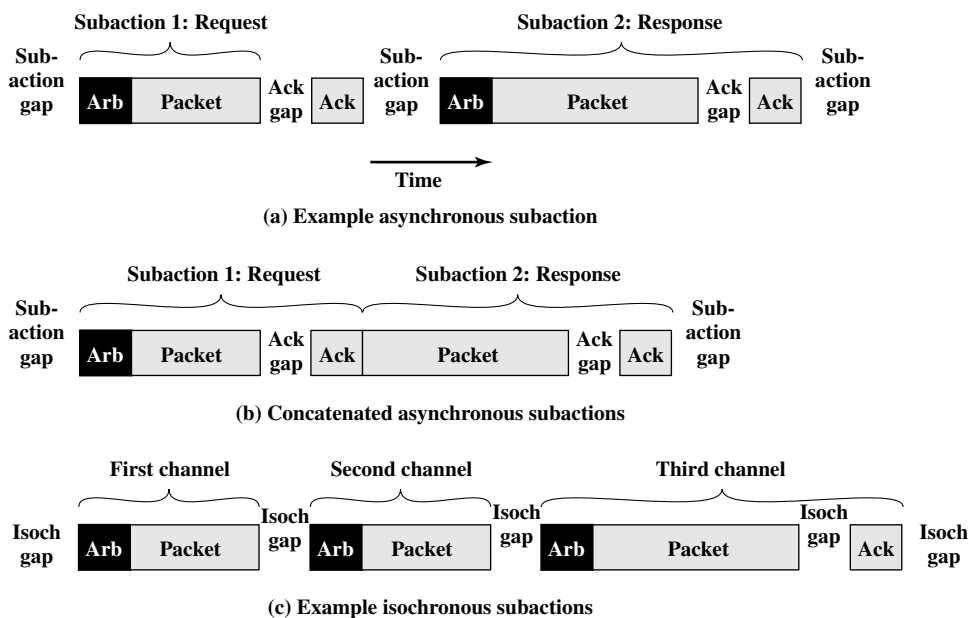 Subaction 1: Request
Subaction 2: Response
Sub-
action
gap
Arb
Packet
Ack
gap
Ack
Sub-
action
gap
Arb
Packet
Ack
gap
Ack
Sub-
action
gap
Time
(a) Example asynchronous subaction
Subaction 1: Request
Subaction 2: Response
Sub-
action
gap
Arb
Packet
Ack
gap
Ack
Packet
Ack
gap
Ack
Sub-
action
gap
(b) Concatenated asynchronous subactions
First channel
Second channel
Third channel
Isoch
gap
Arb
Packet
Isoch
gap
Arb
Packet
Isoch
gap
Arb
Packet
Isoch
gap
Ack
Isoch
gap
(c) Example isochronous subactions